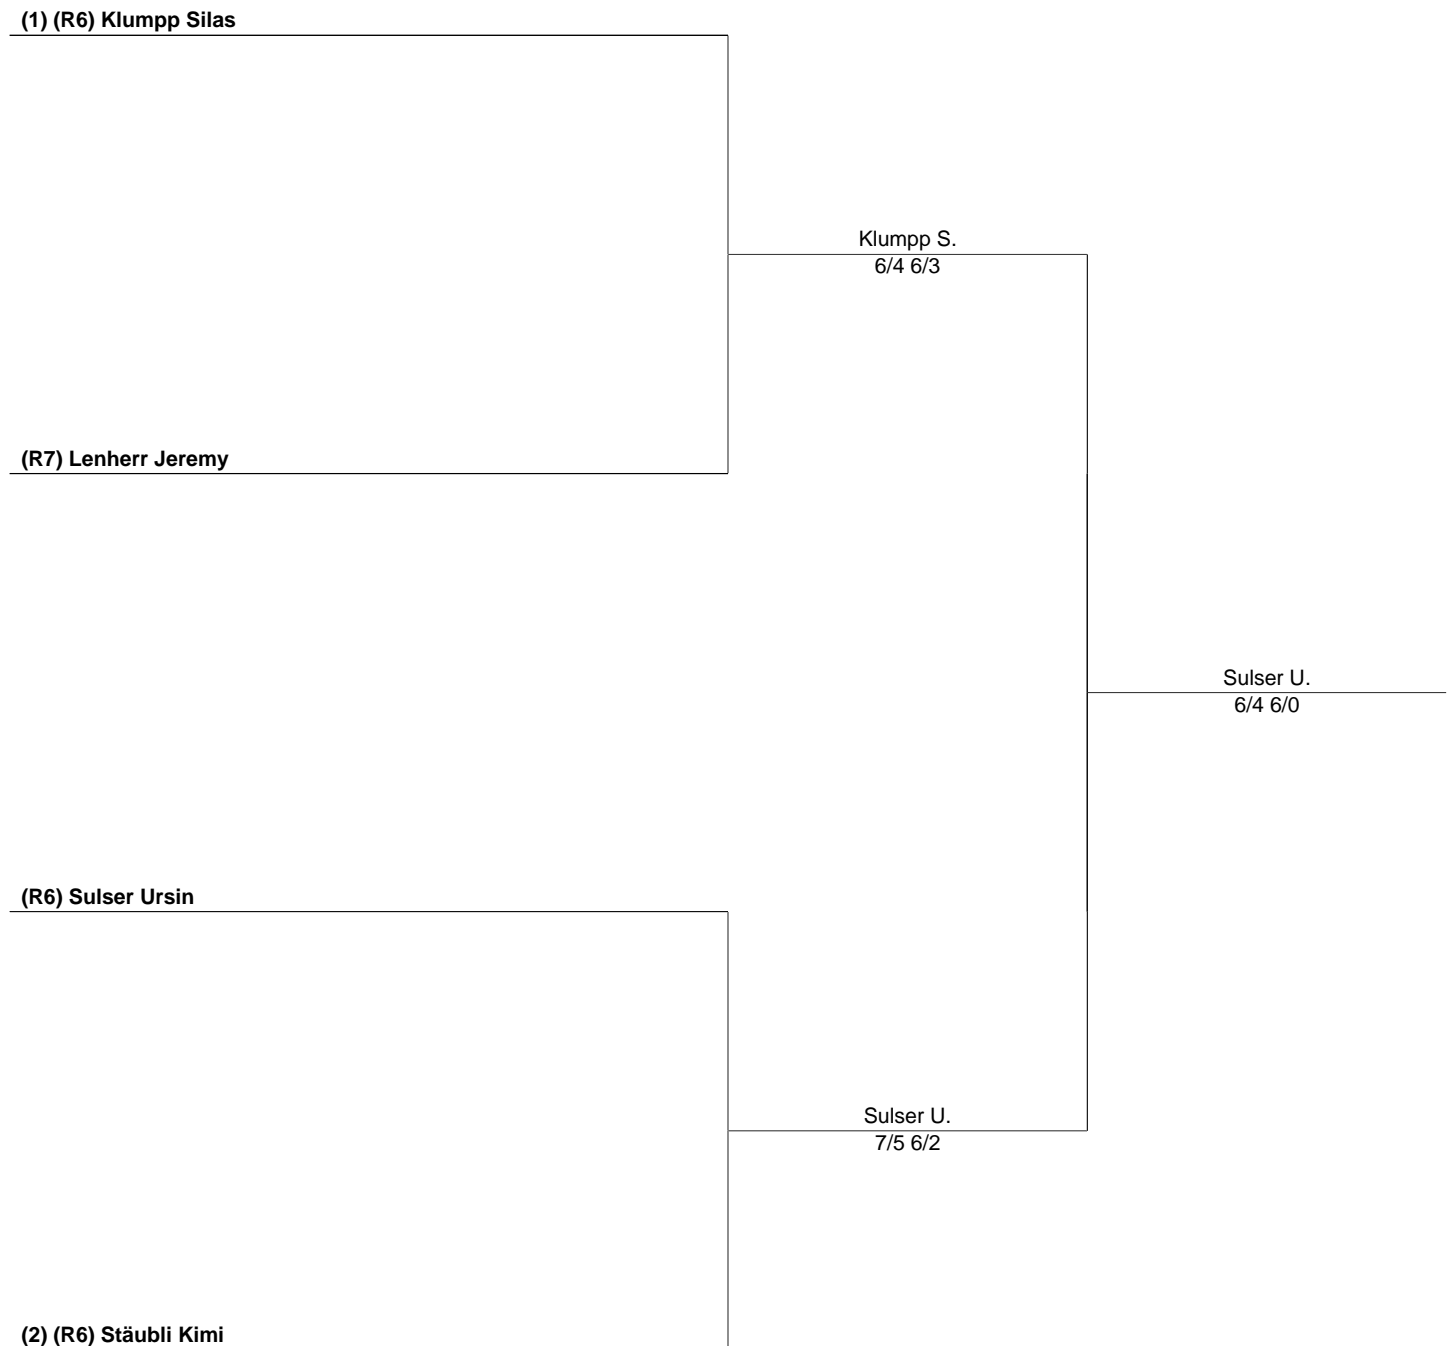 (1) (R6) Klumpp Silas
Klumpp S.
6/4 6/3
(R7) Lenherr Jeremy
Sulser U.
6/4 6/0
(R6) Sulser Ursin
Sulser U.
7/5 6/2
(2) (R6) Stäubli Kimi